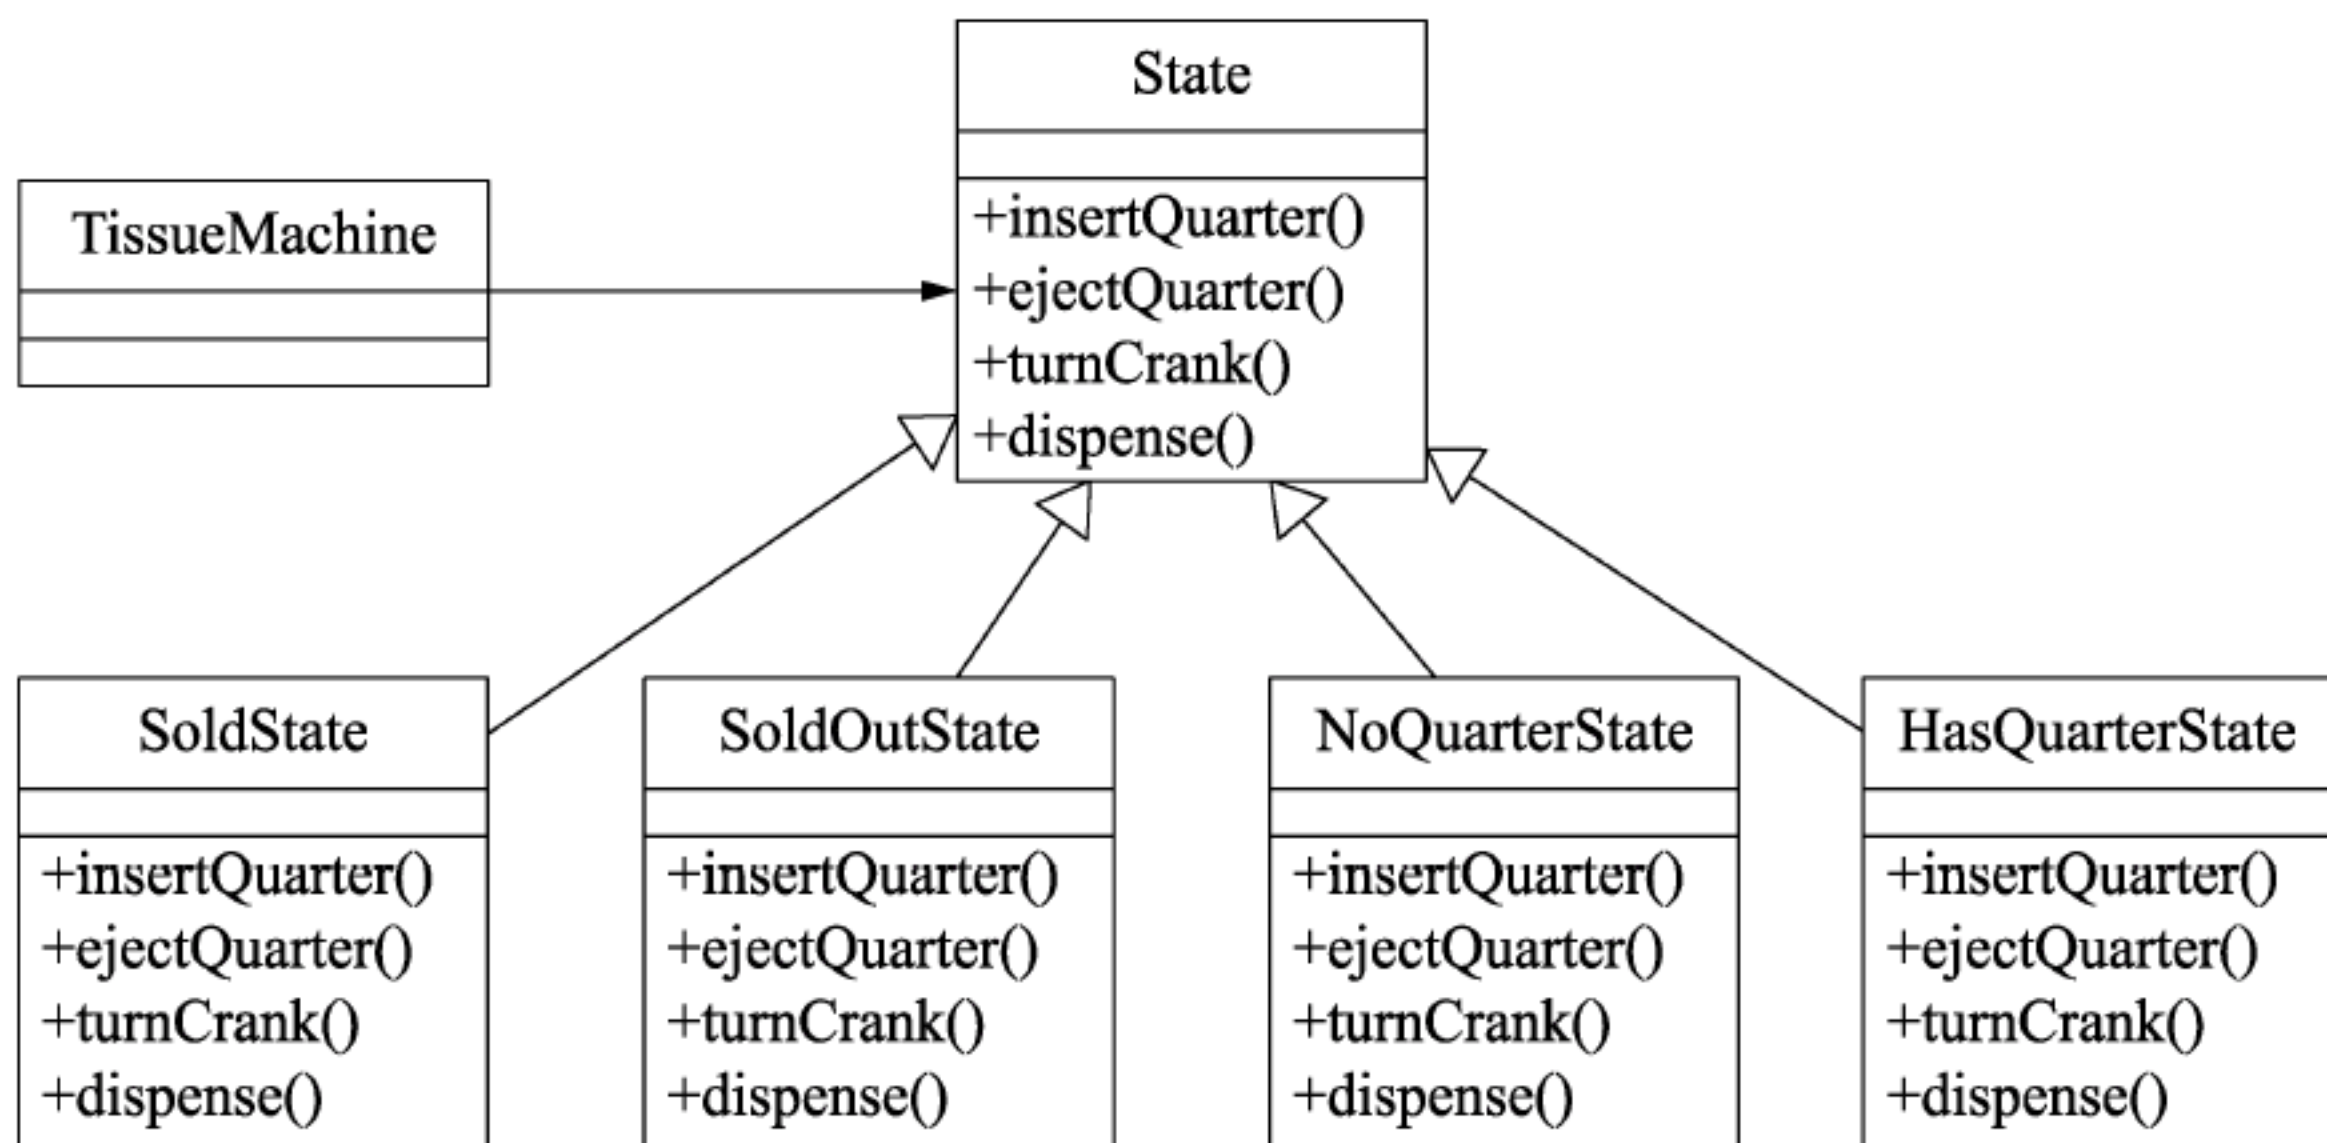 State
+insertQuarter()
+ejectQuarter()
+turnCrank()
+dispense()
TissueMachine
SoldState
+insertQuarter()
+ejectQuarter()
+turnCrank()
+dispense()
SoldOutState
+insertQuarter()
+ejectQuarter()
+turnCrank()
+dispense()
NoQuarterState
+insertQuarter()
+ejectQuarter()
+turnCrank()
+dispense()
HasQuarterState
+insertQuarter()
+ejectQuarter()
+turnCrank()
+dispense()